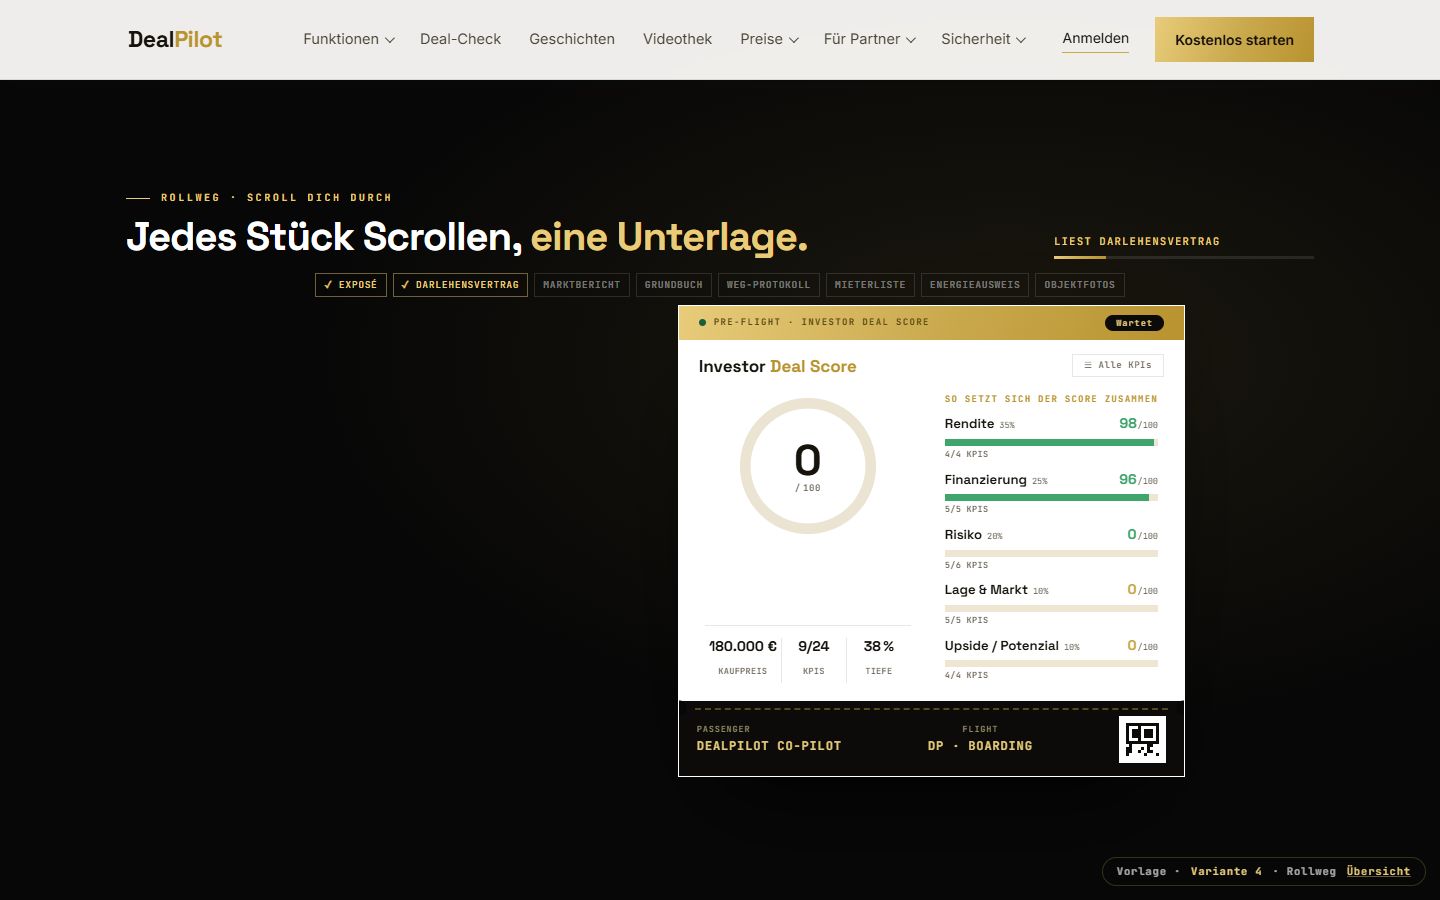 DealPilot
Funktionen Deal-Check Geschichten Videothek Preise Für Partner Sicherheit Anmelden Kostenlos starten
ROLLWEG · SCROLL DICH DURCH
Jedes Stück Scrollen, eine Unterlage.
LIEST DARLEHENSVERTRAG
✓ EXPOSÉ ✓ DARLEHENSVERTRAG MARKTBERICHT GRUNDBUCH WEG-PROTOKOLL MIETERLISTE ENERGIEAUSWEIS OBJEKTFOTOS
PRE-FLIGHT · INVESTOR DEAL SCORE Wartet
Investor Deal Score ☰ Alle KPIs
0
/ 100
180.000 € 9/24 38 %
KAUFPREIS KPIS TIEFE
SO SETZT SICH DER SCORE ZUSAMMEN
Rendite 35% 98/100
4/4 KPIS
Finanzierung 25% 96/100
5/5 KPIS
Risiko 20% 0/100
5/6 KPIS
Lage & Markt 10% 0/100
5/5 KPIS
Upside / Potenzial 10% 0/100
4/4 KPIS
PASSENGER FLIGHT
DEALPILOT CO-PILOT DP · BOARDING
Vorlage · Variante 4 · Rollweg Übersicht